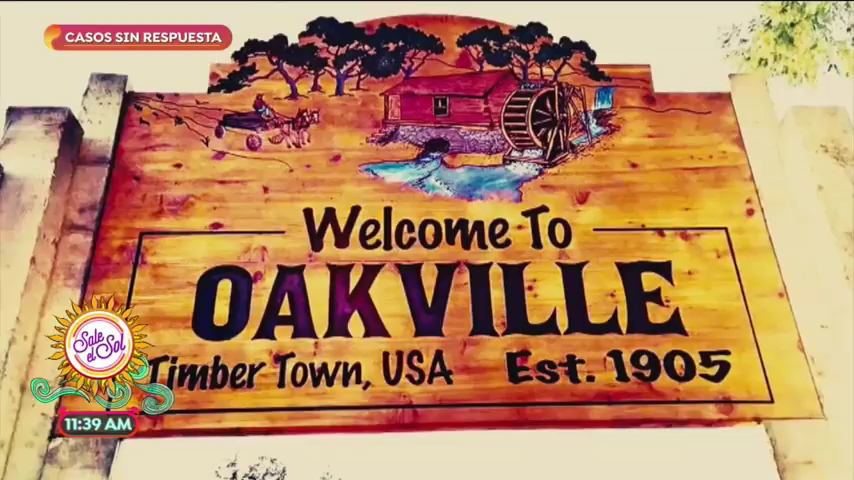 CASOS SIN RESPUESTA
Welcome To
OAKVILLE
Timber Town, USA Est. 1905
Sale
el Sol
11:39 AM